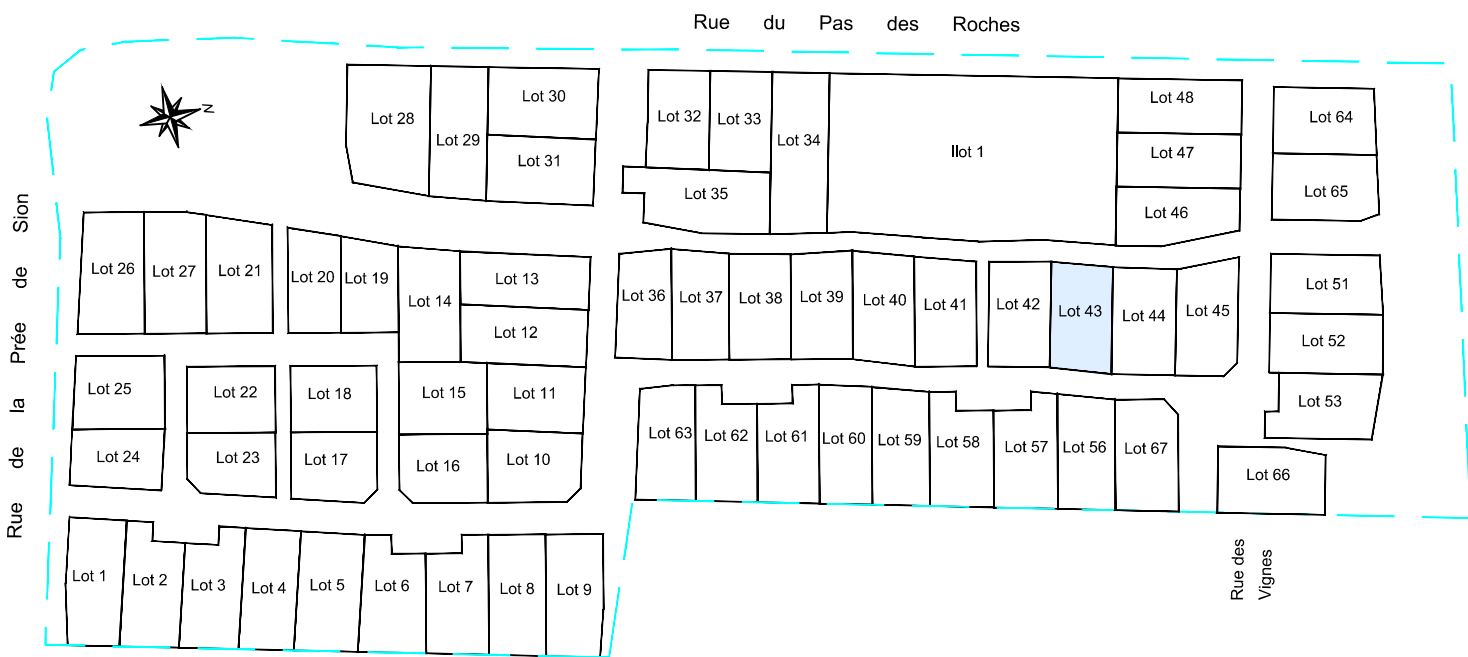 Rue du Pas des Roches
N
Lot 28
Lot 29
Lot 30
Lot 31
Lot 32
Lot 33
Lot 34
Lot 35
Ilot 1
Lot 48
Lot 47
Lot 46
Lot 64
Lot 65
Rue de la Prée de Sion
Lot 26
Lot 27
Lot 21
Lot 20
Lot 19
Lot 14
Lot 13
Lot 12
Lot 36
Lot 37
Lot 38
Lot 39
Lot 40
Lot 41
Lot 42
Lot 43
Lot 44
Lot 45
Lot 51
Lot 52
Lot 53
Lot 25
Lot 24
Lot 22
Lot 23
Lot 18
Lot 17
Lot 15
Lot 16
Lot 11
Lot 10
Lot 63
Lot 62
Lot 61
Lot 60
Lot 59
Lot 58
Lot 57
Lot 56
Lot 67
Lot 66
Lot 1
Lot 2
Lot 3
Lot 4
Lot 5
Lot 6
Lot 7
Lot 8
Lot 9
Rue des
Vignes